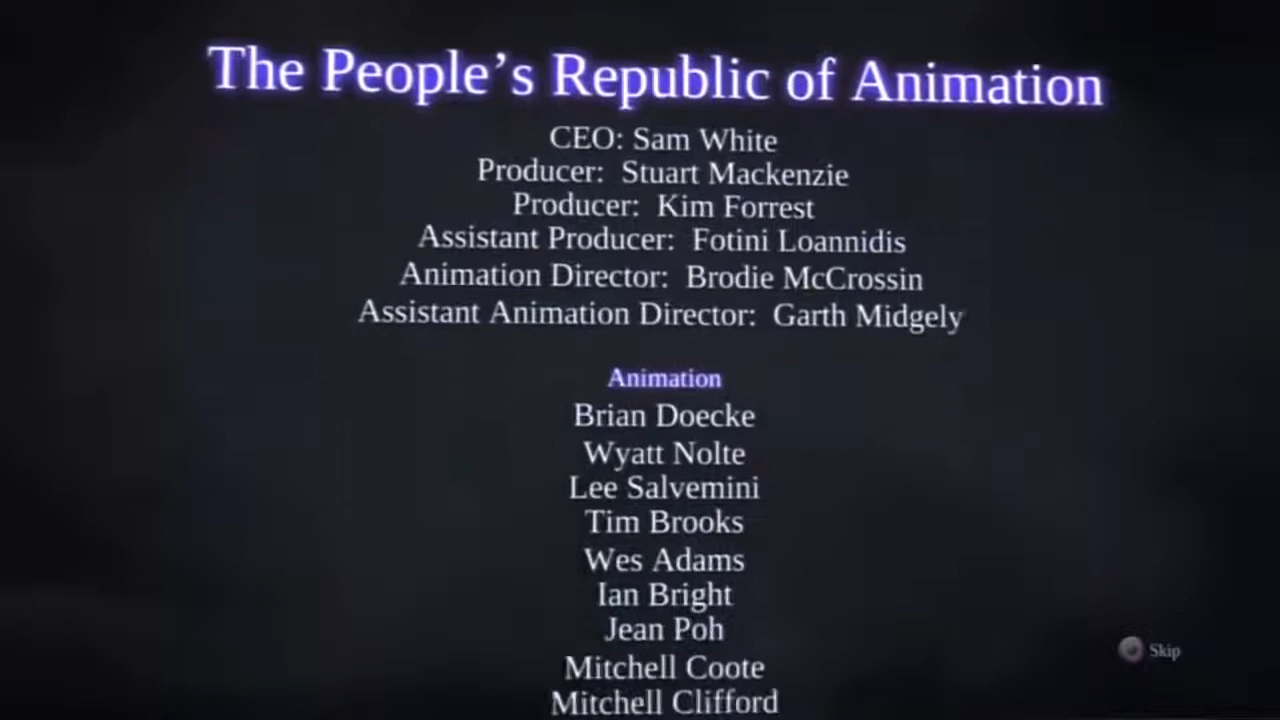 The People’s Republic of Animation
CEO: Sam White
Producer: Stuart Mackenzie
Producer: Kim Forrest
Assistant Producer: Fotini Loannidis
Animation Director: Brodie McCrossin
Assistant Animation Director: Garth Midgely
Animation
Brian Doecke
Wyatt Nolte
Lee Salvemini
Tim Brooks
Wes Adams
Ian Bright
Jean Poh
Mitchell Coote
Skip
Mitchell Clifford